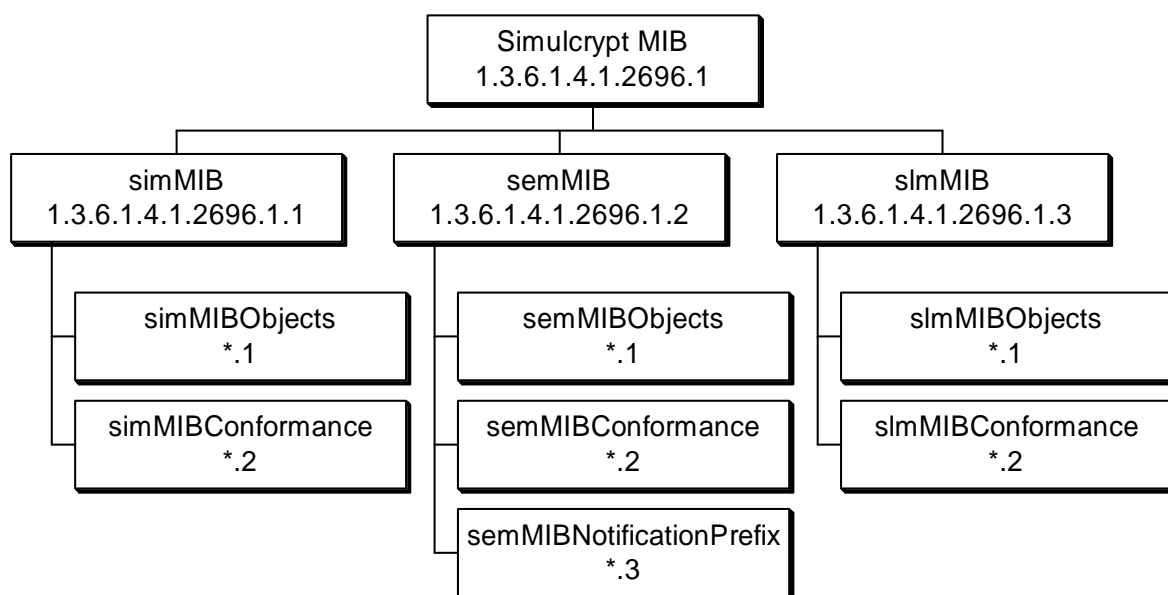 Simulcrypt MIB
1.3.6.1.4.1.2696.1
simMIB
1.3.6.1.4.1.2696.1.1
semMIB
1.3.6.1.4.1.2696.1.2
slmMIB
1.3.6.1.4.1.2696.1.3
simMIBObjects
*.1
semMIBObjects
*.1
slmMIBObjects
*.1
simMIBConformance
*.2
semMIBConformance
*.2
slmMIBConformance
*.2
semMIBNotificationPrefix
*.3